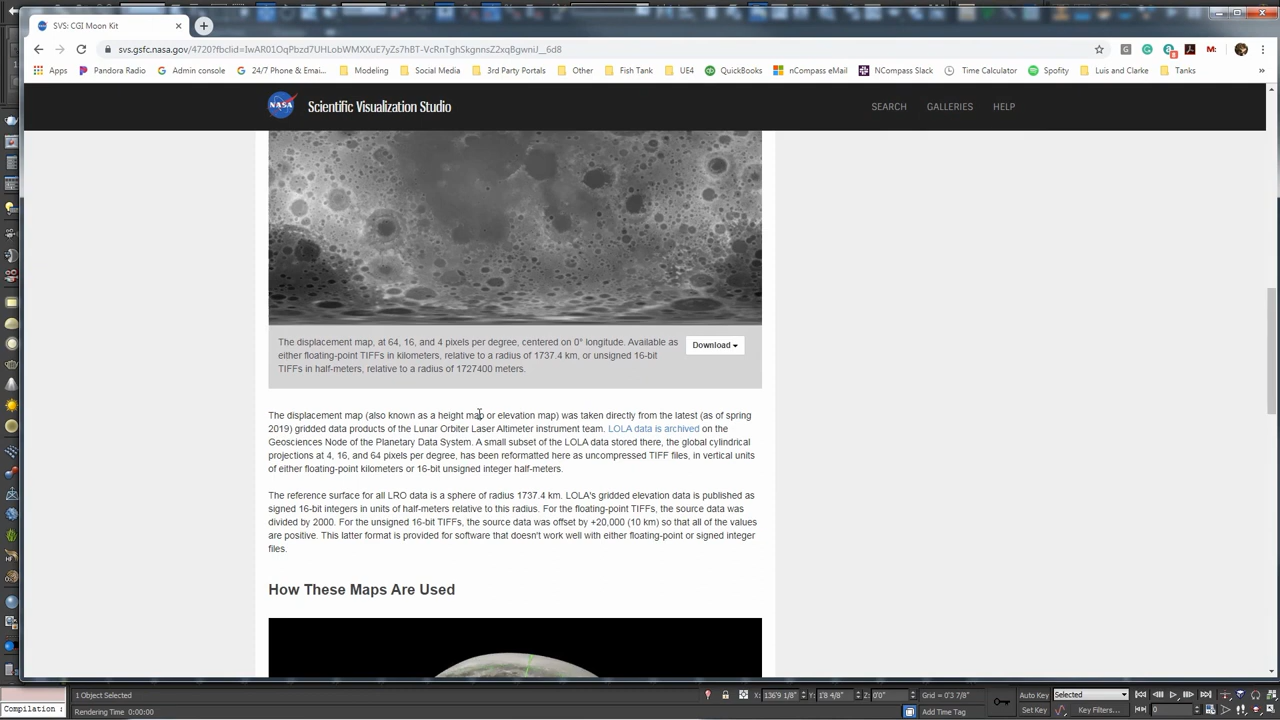 SVS: CGI Moon Kit
svs.gsfc.nasa.gov/4720?fbclid=IwAR01OqPbzd7UHLobWMXXuE7yZs7hBT-VcRnTghSkgnnsZ2xqBgwniJ__6d8
Apps Pandora Radio Admin console 24/7 Phone & Emai... Modeling Social Media 3rd Party Portals Other Fish Tank UE4 QuickBooks nCompass eMail NCompass Slack Time Calculator Spotify Luis and Clarke Tanks »
NASA Scientific Visualization Studio SEARCH GALLERIES HELP
The displacement map, at 64, 16, and 4 pixels per degree, centered on 0° longitude. Available as
either floating-point TIFFs in kilometers, relative to a radius of 1737.4 km, or unsigned 16-bit
TIFFs in half-meters, relative to a radius of 1727400 meters.
Download
The displacement map (also known as a height map or elevation map) was taken directly from the latest (as of spring
2019) gridded data products of the Lunar Orbiter Laser Altimeter instrument team. LOLA data is archived on the
Geosciences Node of the Planetary Data System. A small subset of the LOLA data stored there, the global cylindrical
projections at 4, 16, and 64 pixels per degree, has been reformatted here as uncompressed TIFF files, in vertical units
of either floating-point kilometers or 16-bit unsigned integer half-meters.
The reference surface for all LRO data is a sphere of radius 1737.4 km. LOLA's gridded elevation data is published as
signed 16-bit integers in units of half-meters relative to this radius. For the floating-point TIFFs, the source data was
divided by 2000. For the unsigned 16-bit TIFFs, the source data was offset by +20,000 (10 km) so that all of the values
are positive. This latter format is provided for software that doesn't work well with either floating-point or signed integer
files.
How These Maps Are Used
1 Object Selected X: 136'9 1/8" Y: 1'8 4/8" Z: 0'0" Grid = 0'3 7/8" Auto Key Selected
Compilation : Rendering Time 0:00:00 Add Time Tag Set Key Key Filters... 0